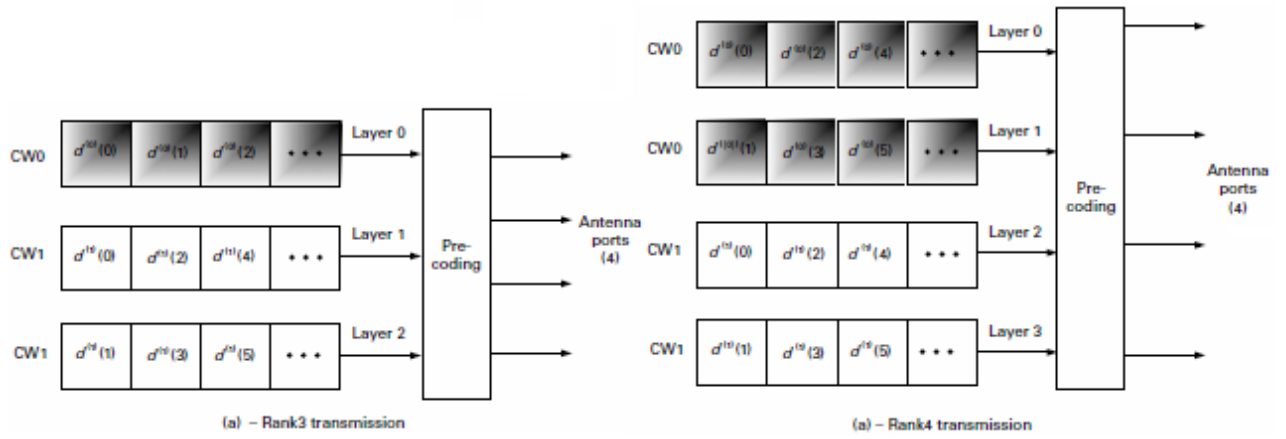 CW0 d⁽⁰⁾(0) d⁽⁰⁾(1) d⁽⁰⁾(2) • • • Layer 0
CW1 d⁽¹⁾(0) d⁽¹⁾(2) d⁽¹⁾(4) • • • Layer 1
CW1 d⁽¹⁾(1) d⁽¹⁾(3) d⁽¹⁾(5) • • • Layer 2
Pre-
coding
Antenna
ports
(4)
(a) – Rank3 transmission
CW0 d⁽⁰⁾(0) d⁽⁰⁾(2) d⁽⁰⁾(4) • • • Layer 0
CW0 d⁽⁽⁰⁾⁾(1) d⁽⁰⁾(3) d⁽⁰⁾(5) • • • Layer 1
CW1 d⁽¹⁾(0) d⁽¹⁾(2) d⁽¹⁾(4) • • • Layer 2
CW1 d⁽¹⁾(1) d⁽¹⁾(3) d⁽¹⁾(5) • • • Layer 3
Pre-
coding
Antenna
ports
(4)
(a) – Rank4 transmission